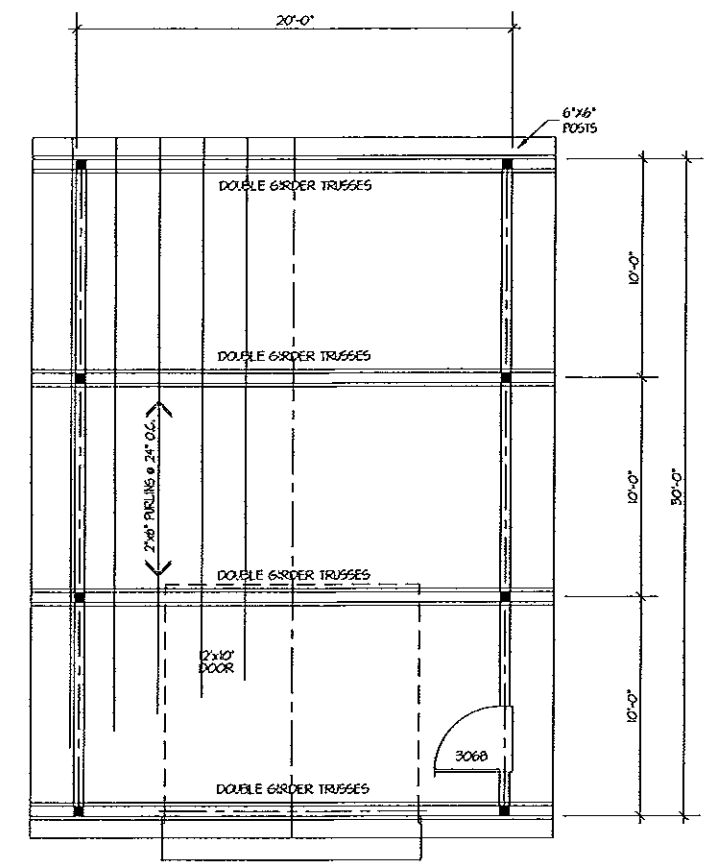 20'-0"
6"x6"
POSTS
DOUBLE GIRDER TRUSSES
10'-0"
DOUBLE GIRDER TRUSSES
2"x6" PURLINS @ 24" O.C.
10'-0"
30'-0"
DOUBLE GIRDER TRUSSES
12'x10'
DOOR
10'-0"
3068
DOUBLE GIRDER TRUSSES